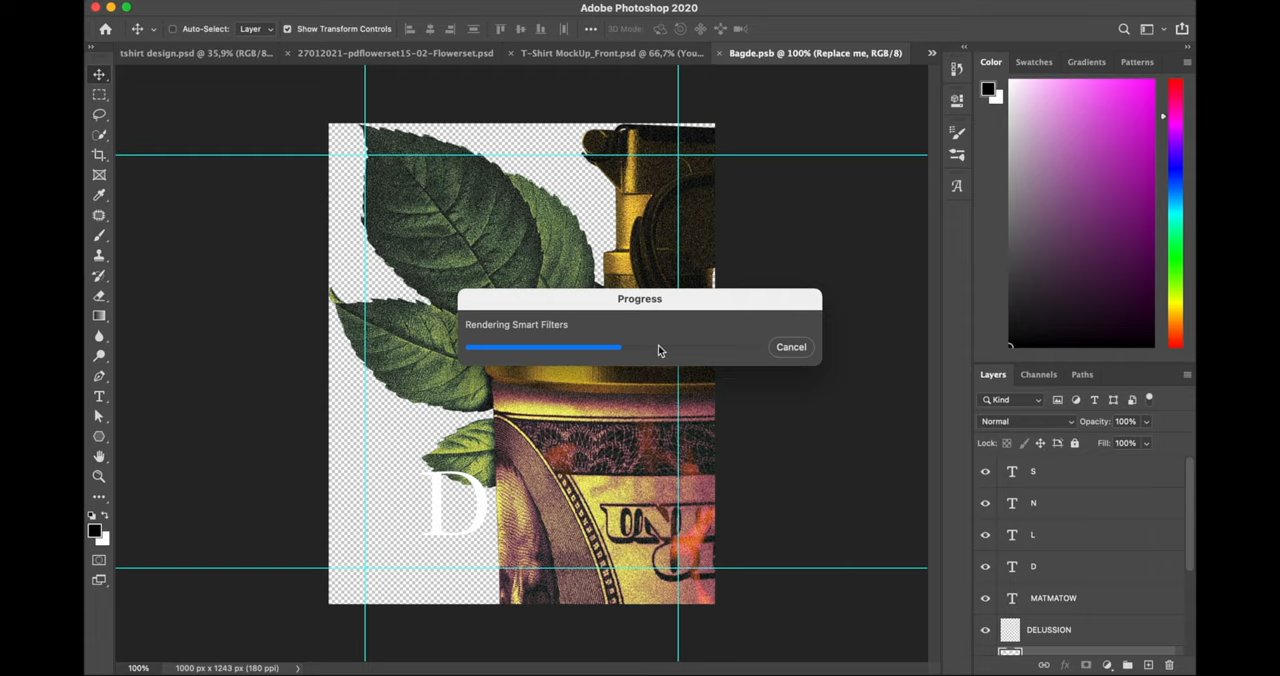 Adobe Photoshop 2020
Auto-Select: Layer Show Transform Controls 3D Mode:
tshirt design.psd @ 35,9% (RGB/8... × 27012021-pdflowerset15-02-Flowerset.psd × T-Shirt MockUp_Front.psd @ 66,7% (You... × Bagde.psb @ 100% (Replace me, RGB/8)
Color Swatches Gradients Patterns
Progress
Rendering Smart Filters
Cancel
D
UNI
Layers Channels Paths
Kind
Normal Opacity: 100%
Lock: Fill: 100%
T S
T N
T L
T D
T MATMATOW
DELUSSION
100% 1000 px x 1243 px (180 ppi)